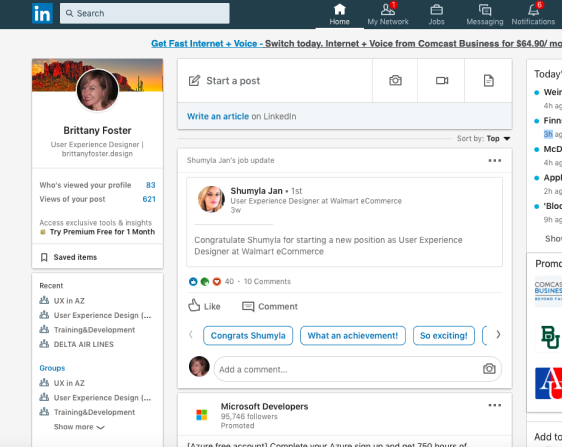 in
Search
Home
My Network
1
Jobs
Messaging
Notifications
6
Get Fast Internet + Voice - Switch today. Internet + Voice from Comcast Business for $64.90/ mo
Brittany Foster
User Experience Designer |
brittanyfoster.design
Who's viewed your profile 83
Views of your post 621
Access exclusive tools & insights
Try Premium Free for 1 Month
Saved items
Recent
UX in AZ
User Experience Design (...
Training&Development
DELTA AIR LINES
Groups
UX in AZ
User Experience Design (...
Training&Development
Show more
Start a post
Write an article on LinkedIn
Sort by: Top
Shumyla Jan's job update
Shumyla Jan • 1st
User Experience Designer at Walmart eCommerce
3w
Congratulate Shumyla for starting a new position as User Experience
Designer at Walmart eCommerce
40 · 10 Comments
Like
Comment
Congrats Shumyla
What an achievement!
So exciting!
Add a comment...
Microsoft Developers
95,746 followers
Promoted
[Azure free account] Complete your Azure sign up and get 750 hours of
Today'
Wein
4h ag
Finn
3h ag
McD
4h ag
Appl
2h ag
'Bloc
9h ag
Show
Promo
COMCAS
BUSINES
BEYOND FAS
BU
Add to